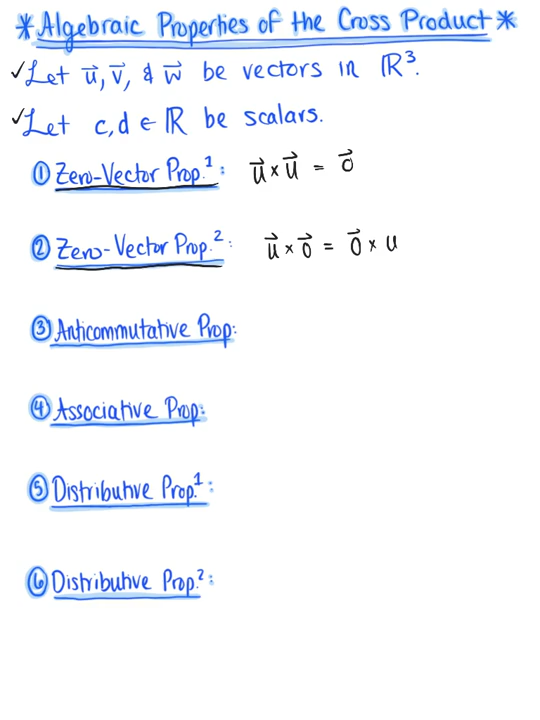 *Algebraic Properties of the Cross Product*
✓Let u⃗, v⃗, & w⃗ be vectors in ℝ³.
✓Let c,d ∈ ℝ be scalars.
① Zero-Vector Prop.¹: u⃗ × u⃗ = 0⃗
② Zero-Vector Prop.²: u⃗ × 0⃗ = 0⃗ × u
③ Anticommutative Prop:
④ Associative Prop:
⑤ Distributive Prop.¹:
⑥ Distributive Prop.²: